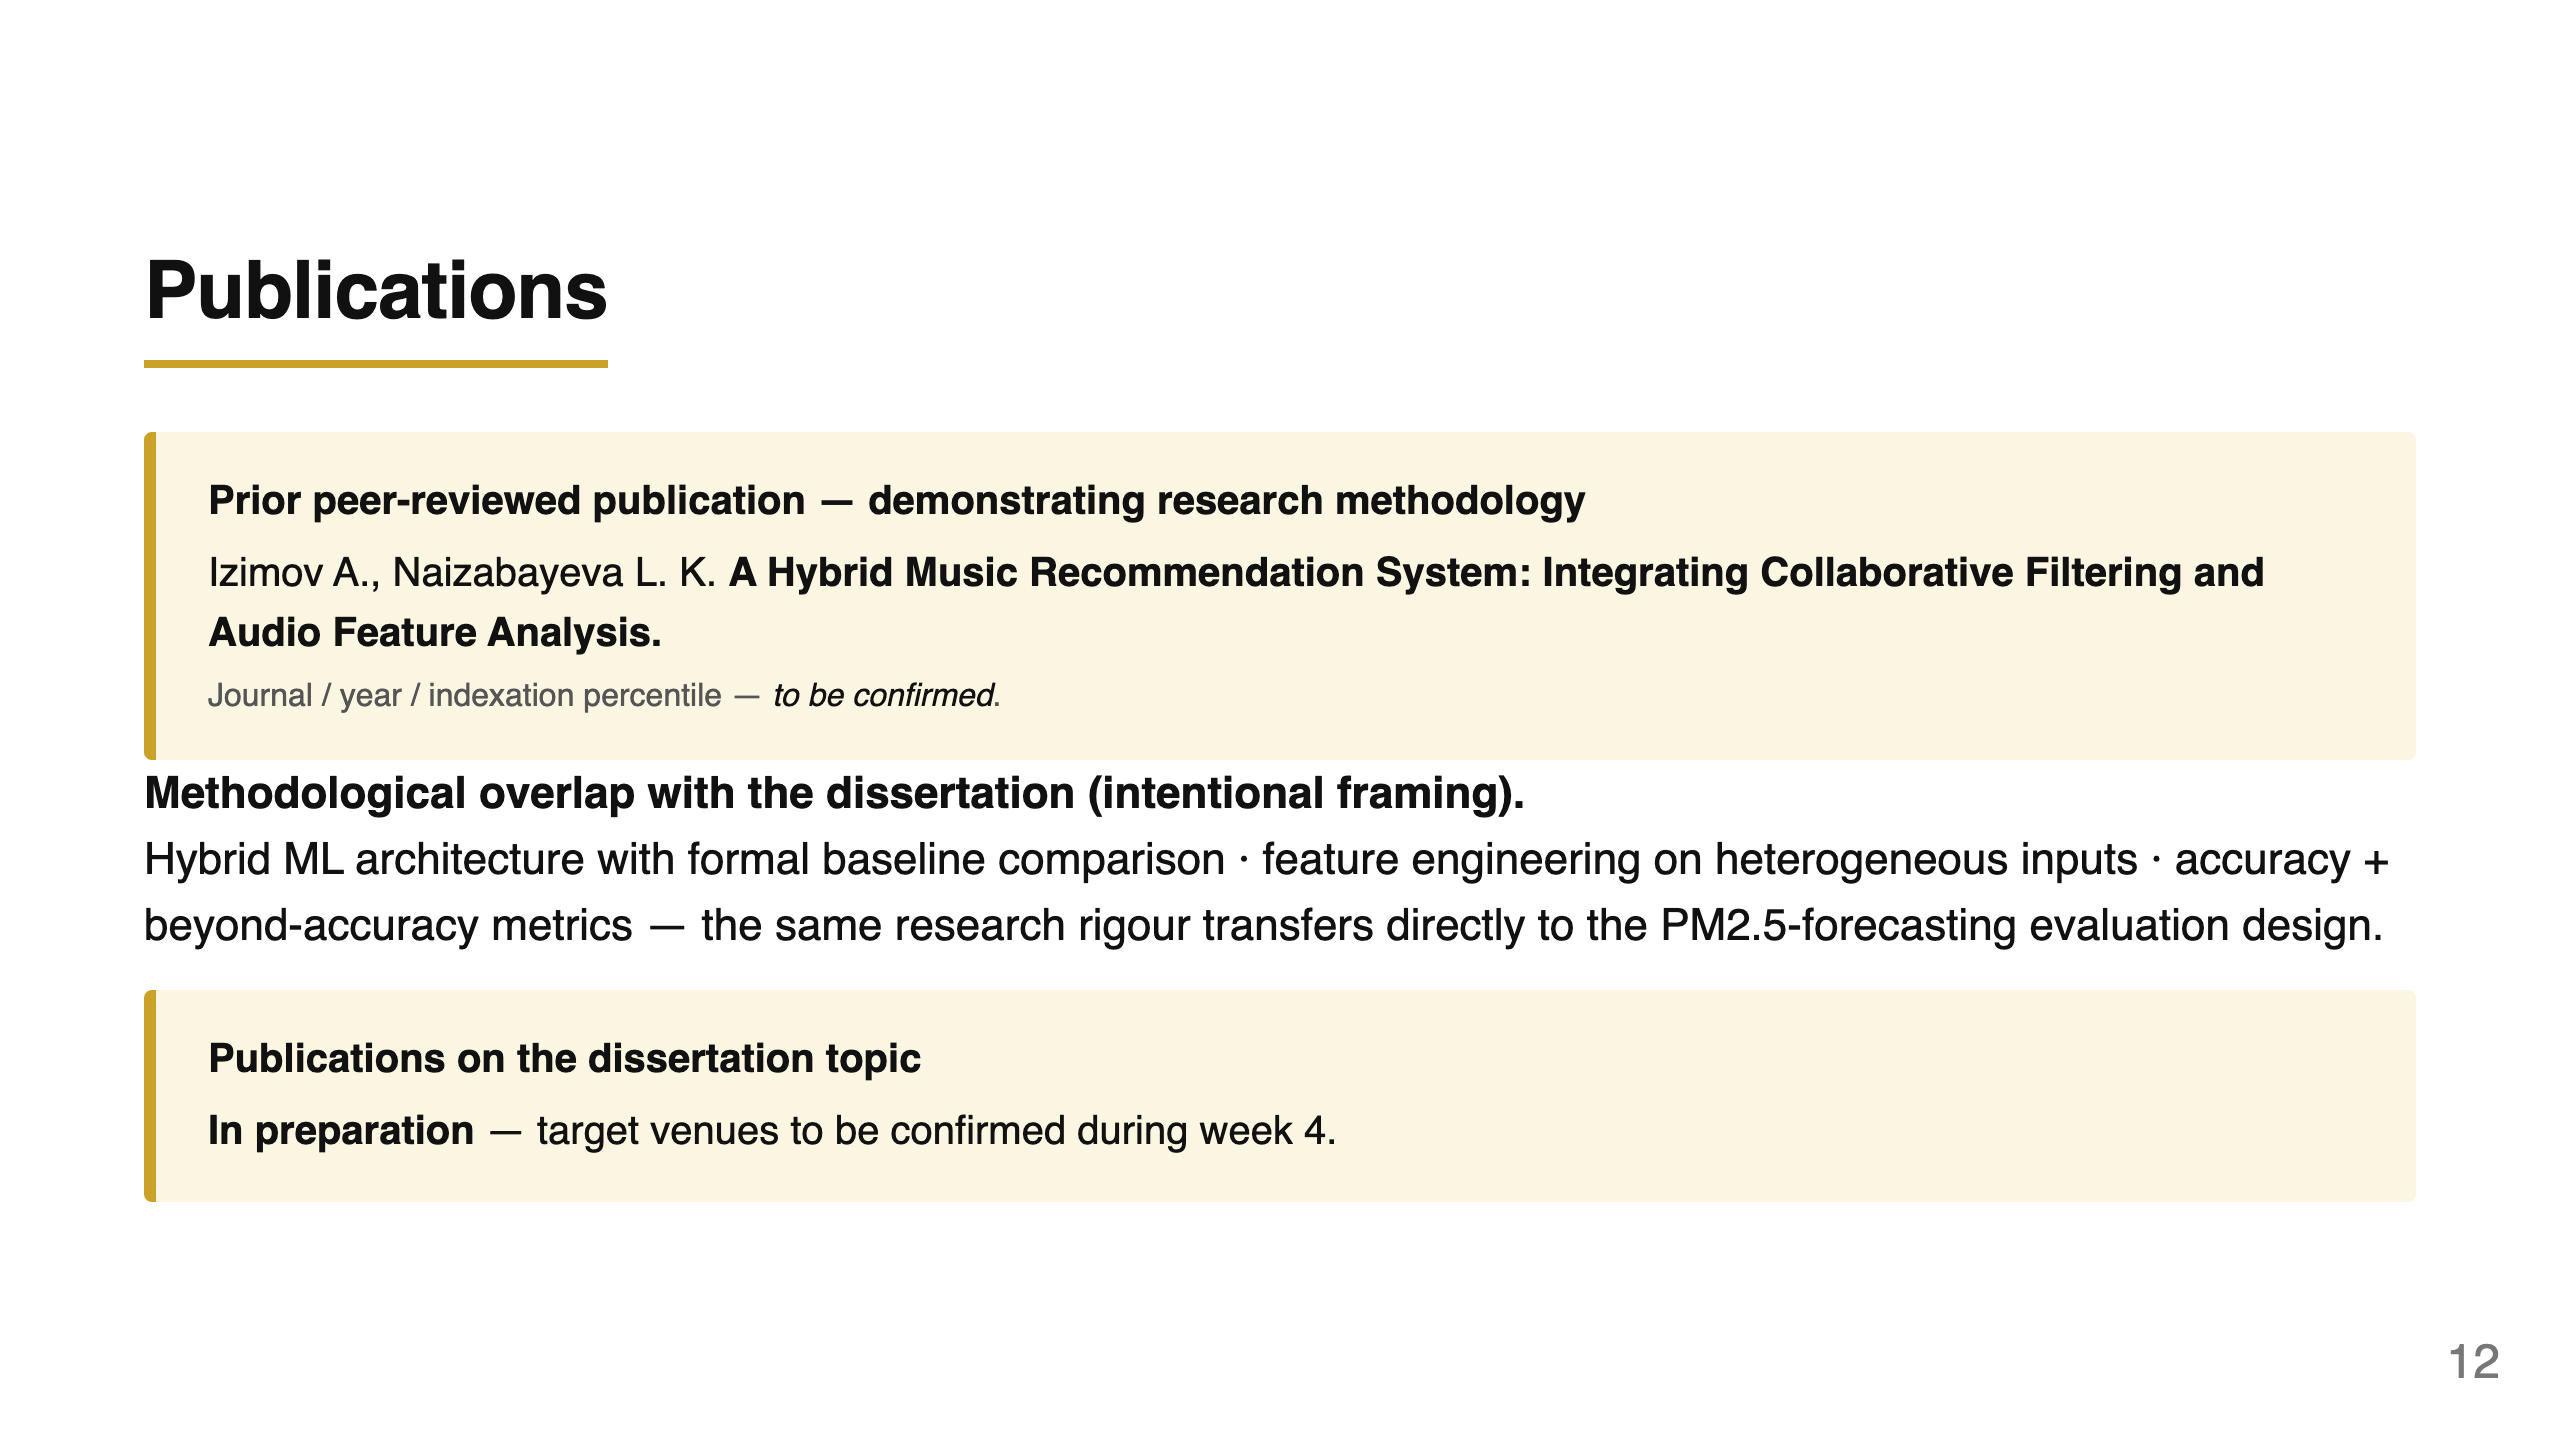 Publications
Prior peer-reviewed publication — demonstrating research methodology
Izimov A., Naizabayeva L. K. A Hybrid Music Recommendation System: Integrating Collaborative Filtering and
Audio Feature Analysis.
Journal / year / indexation percentile — to be confirmed.
Methodological overlap with the dissertation (intentional framing).
Hybrid ML architecture with formal baseline comparison · feature engineering on heterogeneous inputs · accuracy +
beyond-accuracy metrics — the same research rigour transfers directly to the PM2.5-forecasting evaluation design.
Publications on the dissertation topic
In preparation — target venues to be confirmed during week 4.
12